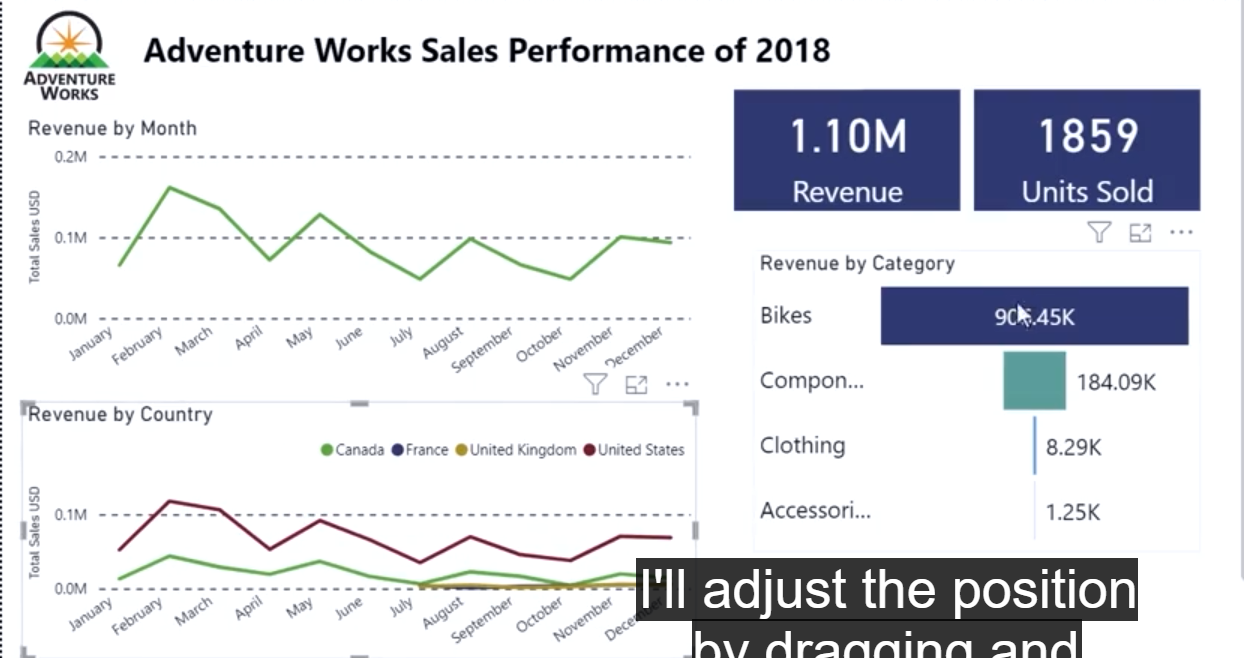 Adventure Works Sales Performance of 2018
ADVENTURE
WORKS
Revenue by Month
0.2M
0.1M
0.0M
Total Sales USD
January
February
March
April
May
June
July
August
September
October
November
December
1.10M
Revenue
1859
Units Sold
Revenue by Category
Bikes
Compon...
184.09K
Clothing
8.29K
Accessori...
1.25K
Revenue by Country
Canada France United Kingdom United States
0.1M
0.0M
Total Sales USD
January
February
March
April
May
June
July
August
September
October
November
I'll adjust the position
by dragging and